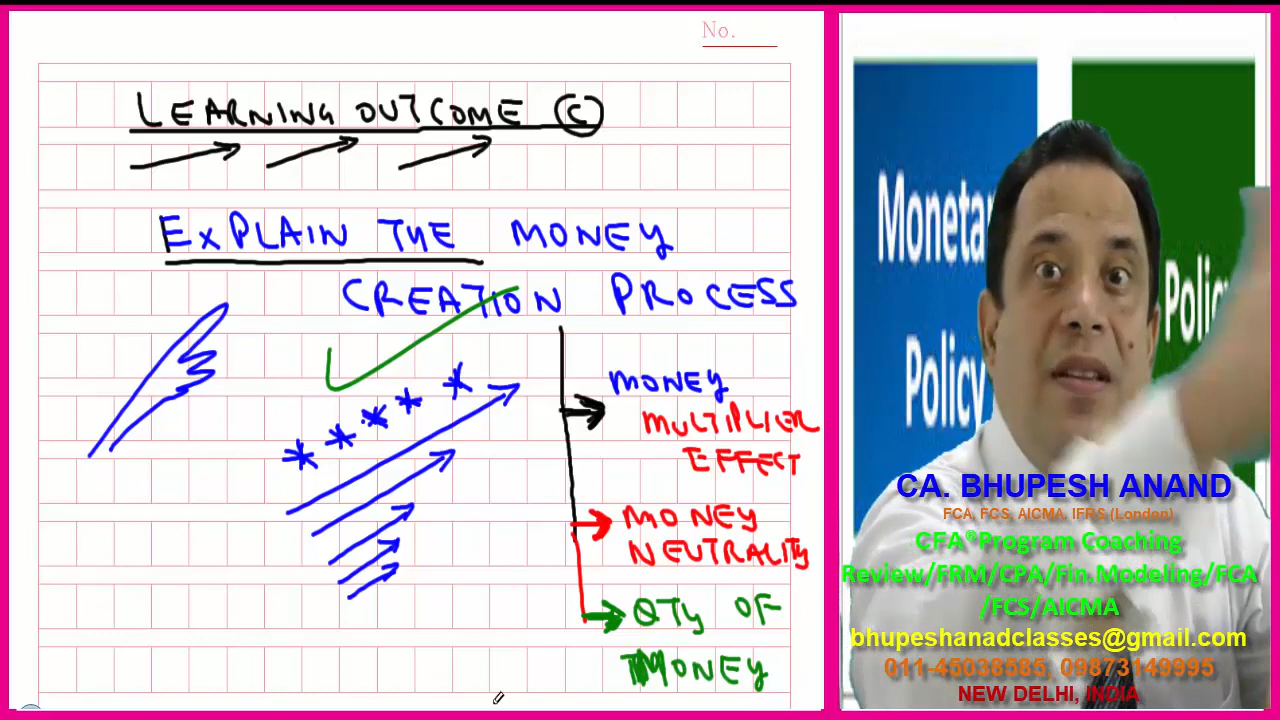 No.
LEARNING OUTCOME (C)
EXPLAIN THE MONEY
CREATION PROCESS
MONEY
MULTIPLIER
EFFECT
MONEY
NEUTRALITY
QTY OF
MONEY
Moneta
Policy
Policy
CA. BHUPESH ANAND
FCA, FCS, AICMA, IFRS (London)
CFA®Program Coaching
Review/FRM/CPA/Fin.Modeling/FCA
/FCS/AICMA
bhupeshanadclasses@gmail.com
011-45038585, 09873149995
NEW DELHI, INDIA